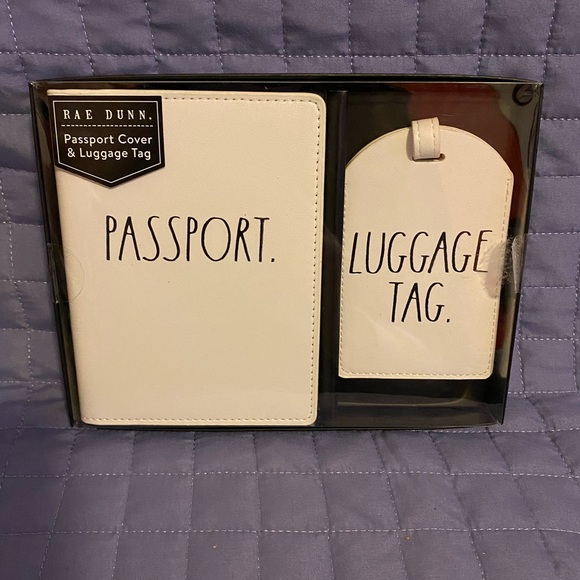 RAE DUNN.
Passport Cover
& Luggage Tag
PASSPORT.
LUGGAGE
TAG.